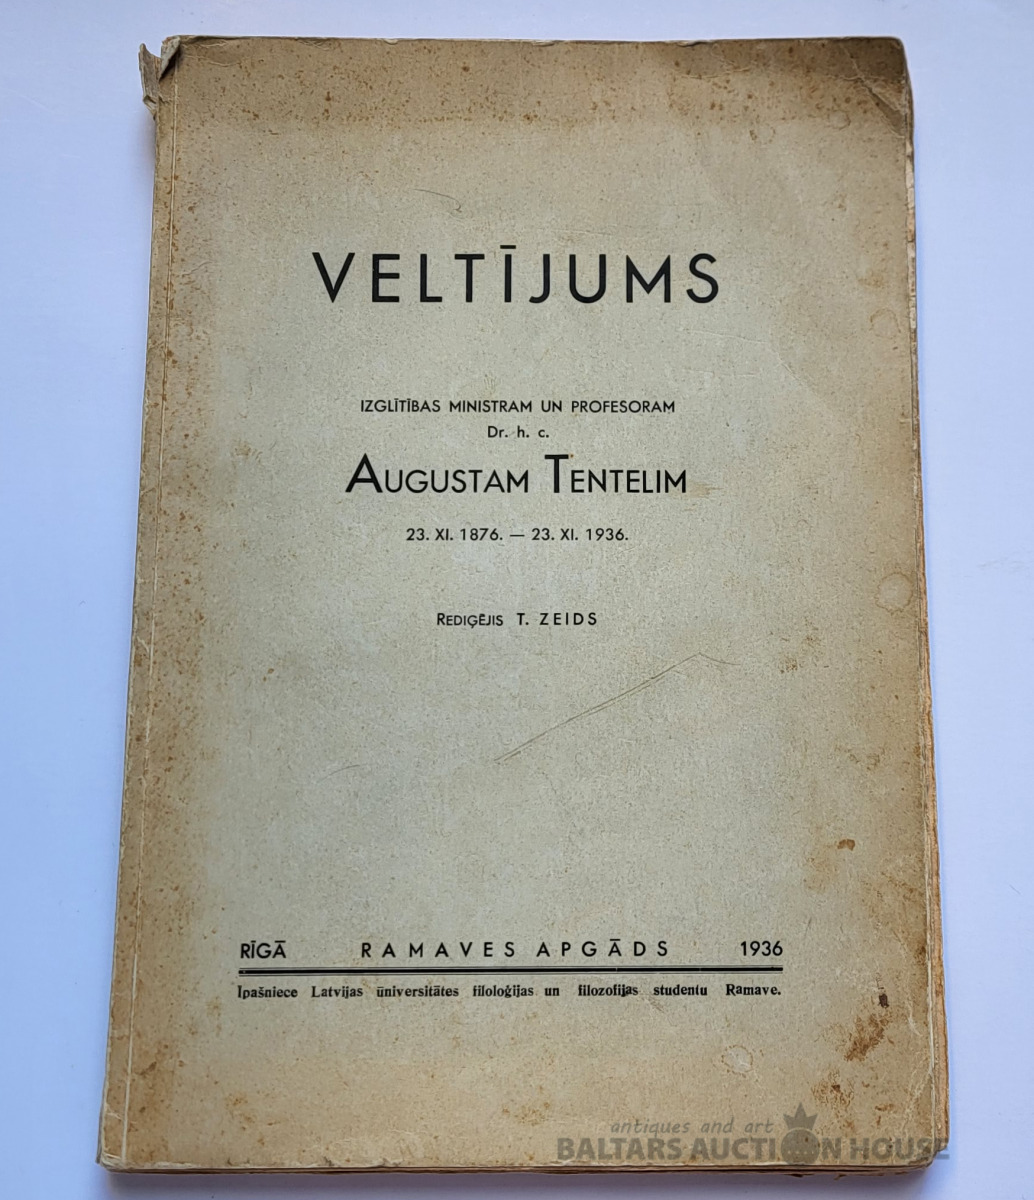 VELTĪJUMS
IZGLĪTĪBAS MINISTRAM UN PROFESORAM
Dr. h. c.
AUGUSTAM TENTELIM
23. XI. 1876. — 23. XI. 1936.
REDIĢĒJIS T. ZEIDS
RĪGĀ RAMAVES APGĀDS 1936
Īpašniece Latvijas ūniversitātes filoloģijas un filozofijas studentu Ramave.
antiques and art
BALTARS AUCTION HOUSE